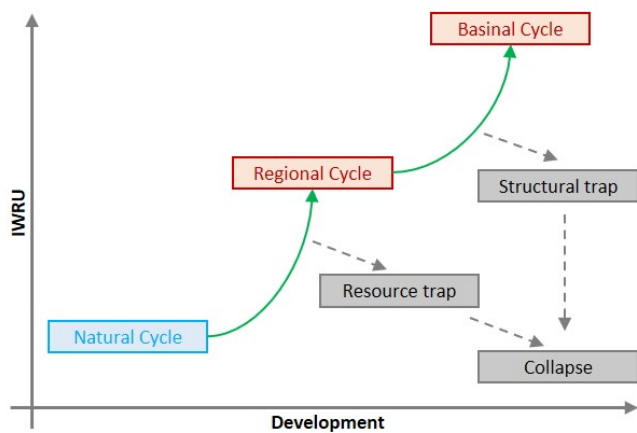 Basinal Cycle
Regional Cycle
Structural trap
IWRU
Resource trap
Natural Cycle
Collapse
Development